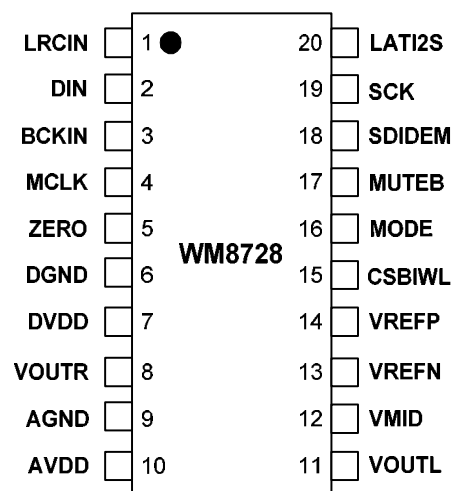 LRCIN 1 20 LATI2S
DIN 2 19 SCK
BCKIN 3 18 SDIDEM
MCLK 4 17 MUTEB
ZERO 5 16 MODE
WM8728
DGND 6 15 CSBIWL
DVDD 7 14 VREFP
VOUTR 8 13 VREFN
AGND 9 12 VMID
AVDD 10 11 VOUTL